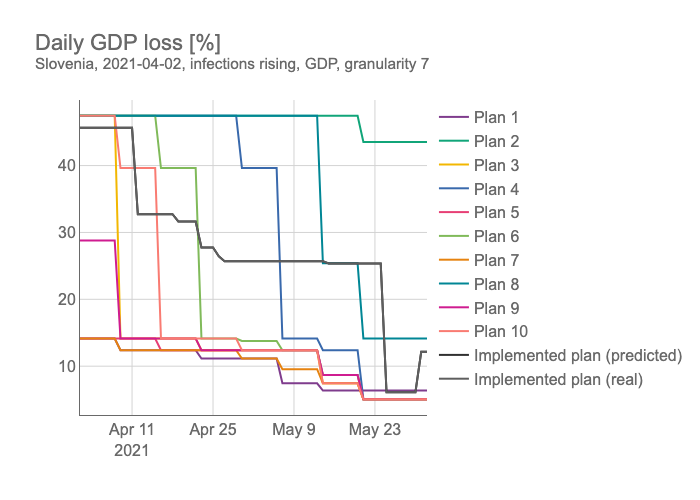 Daily GDP loss [%]
Slovenia, 2021-04-02, infections rising, GDP, granularity 7
40
30
20
10
Apr 11
2021
Apr 25
May 9
May 23
Plan 1
Plan 2
Plan 3
Plan 4
Plan 5
Plan 6
Plan 7
Plan 8
Plan 9
Plan 10
Implemented plan (predicted)
Implemented plan (real)